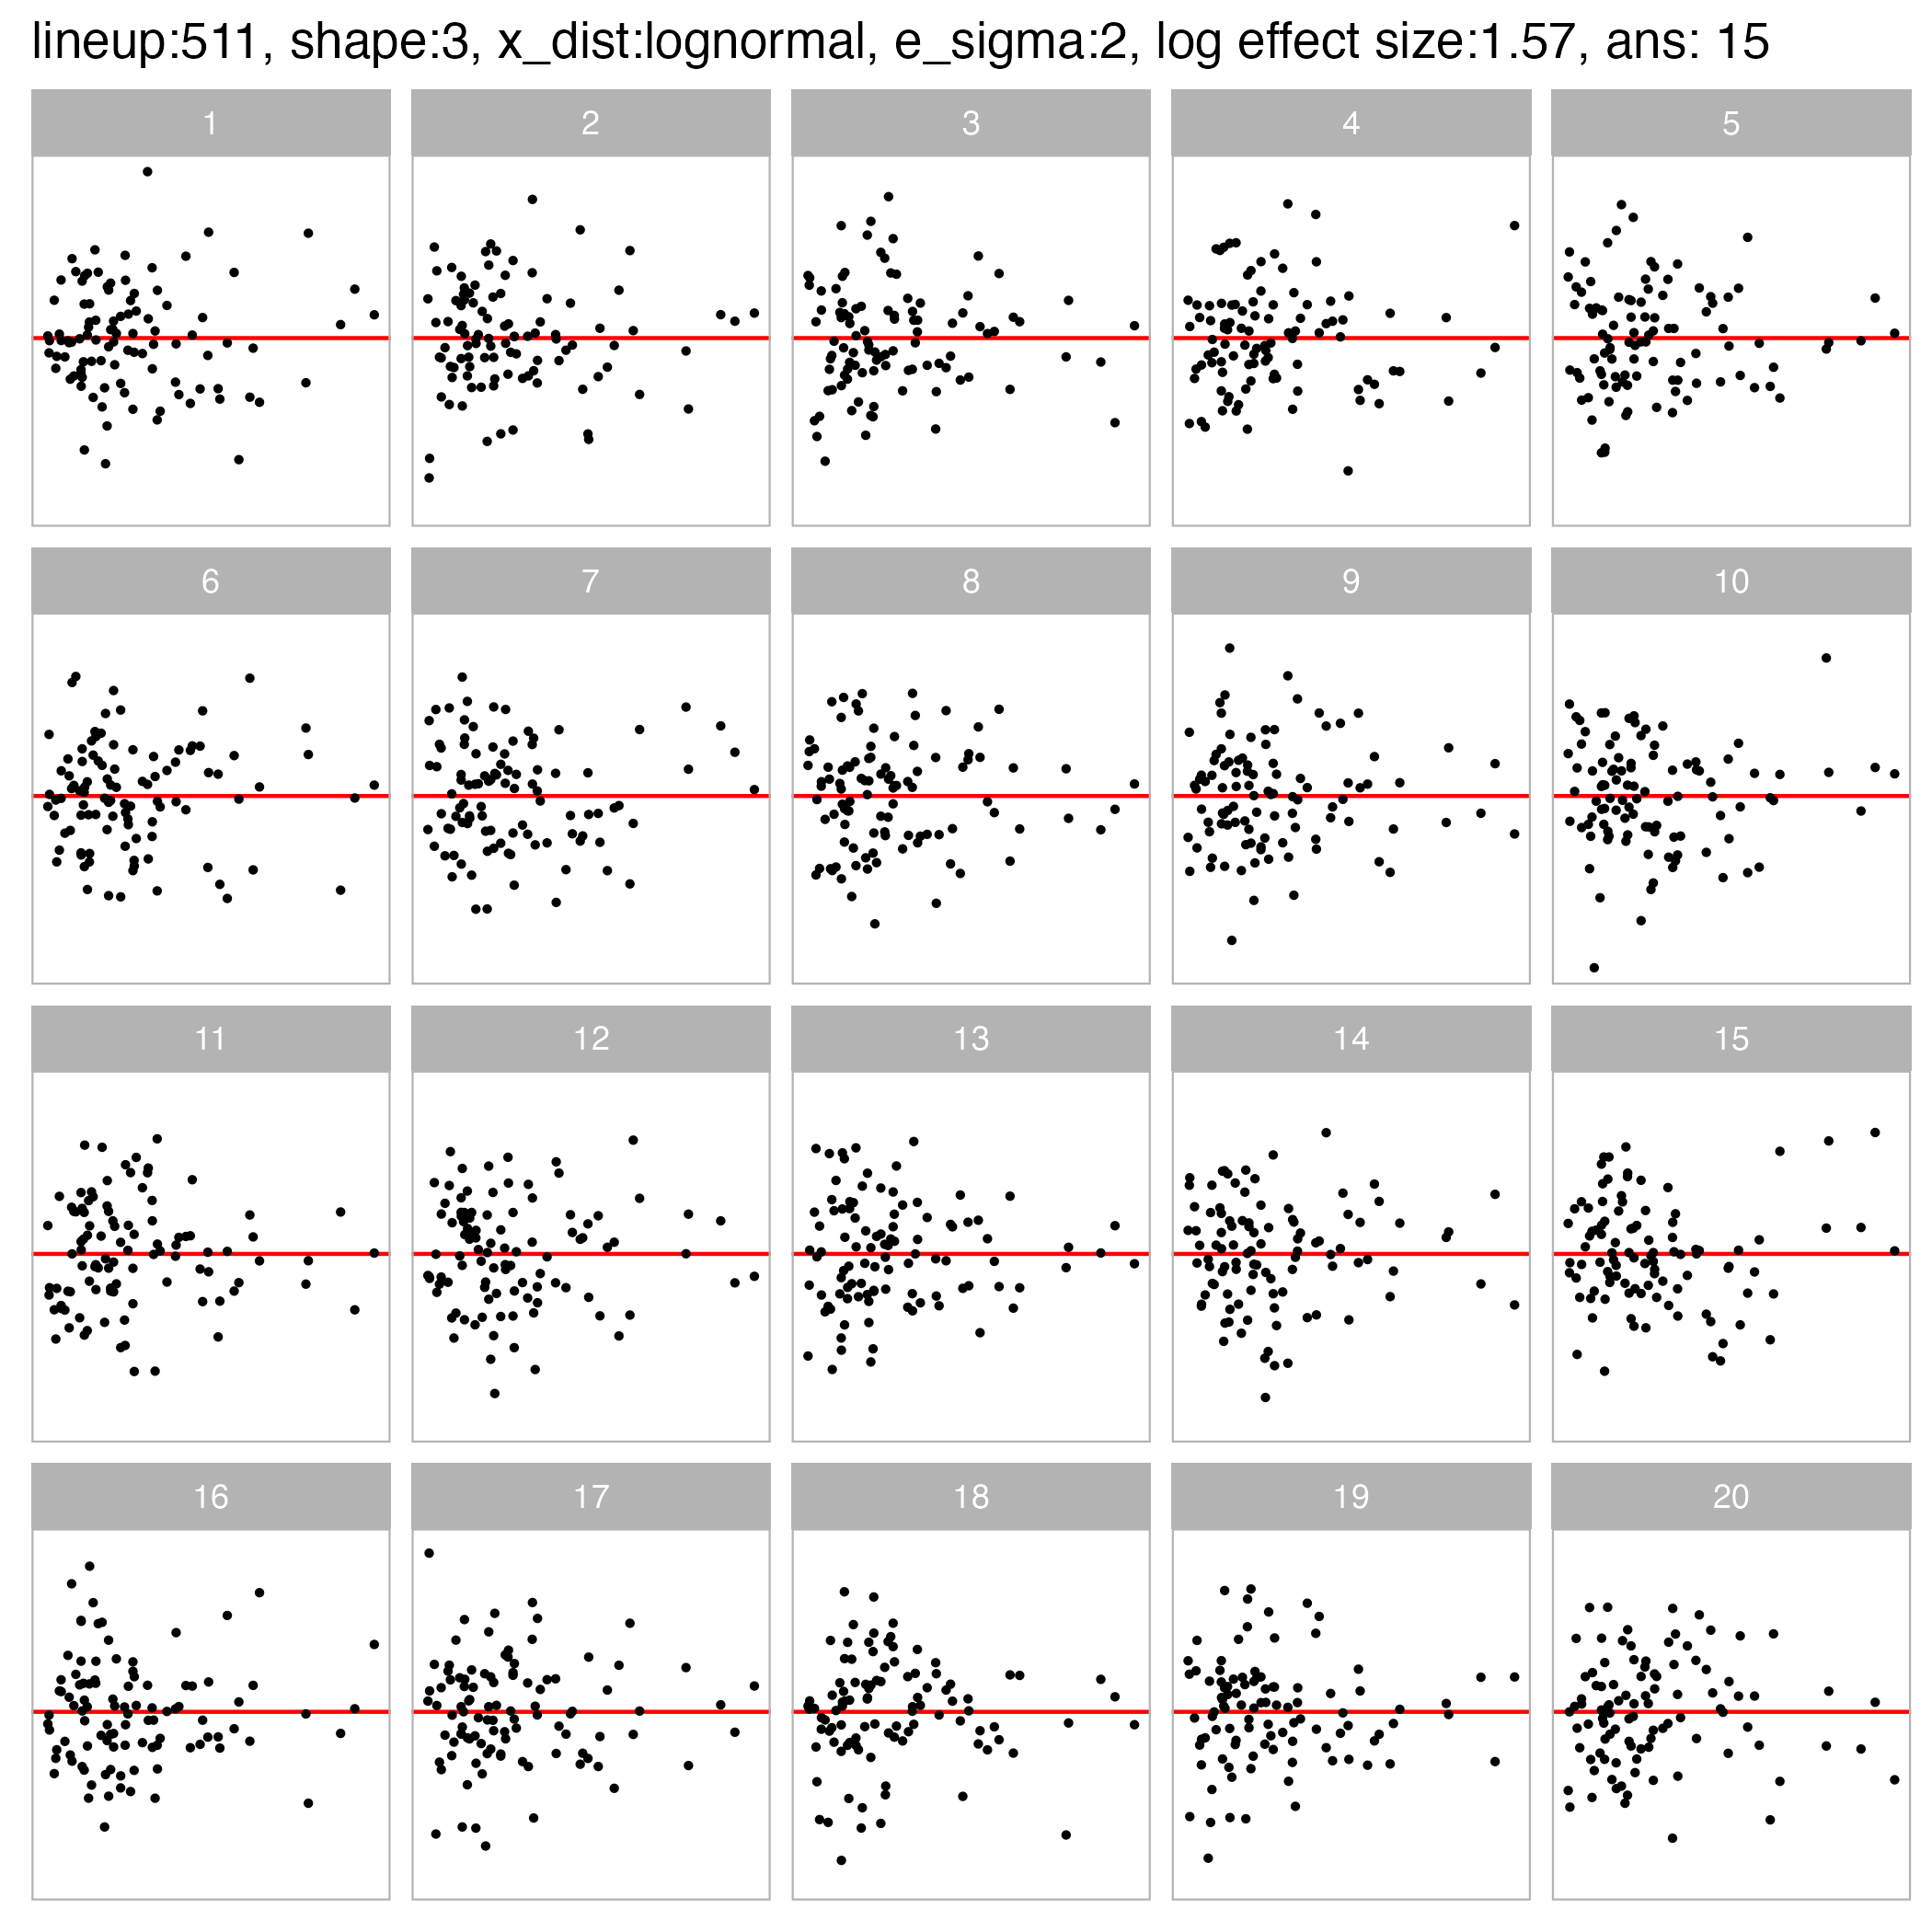 lineup:511, shape:3, x_dist:lognormal, e_sigma:2, log effect size:1.57, ans: 15
1 2 3 4 5
6 7 8 9 10
11 12 13 14 15
16 17 18 19 20